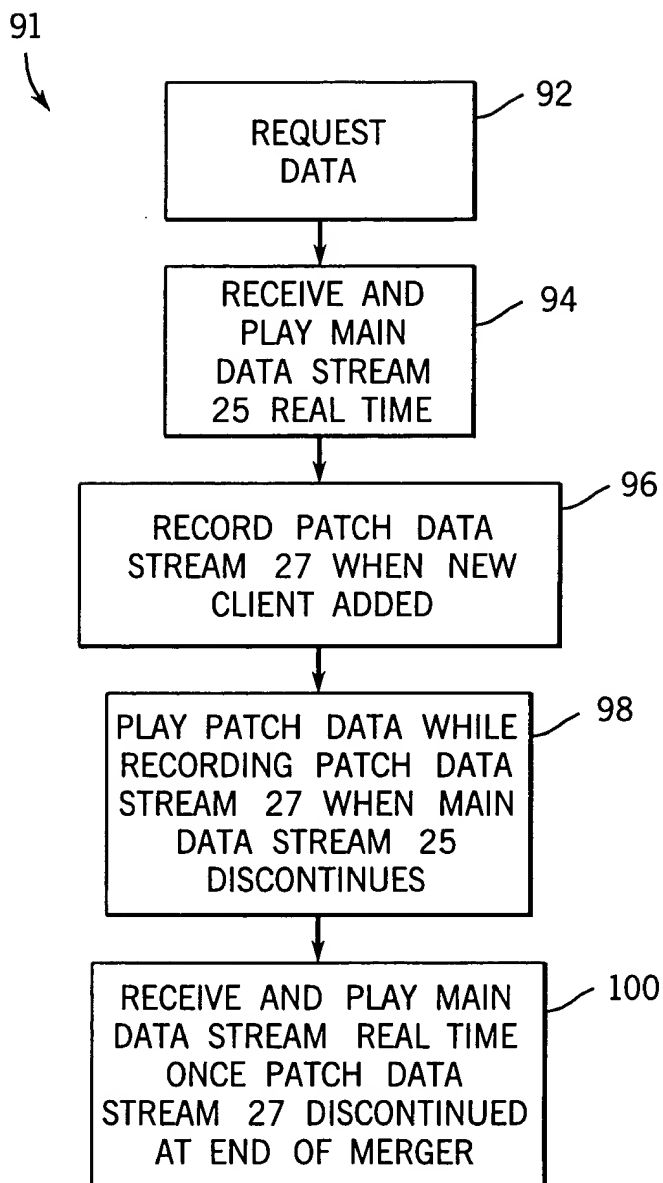 91
92
REQUEST
DATA
94
RECEIVE AND
PLAY MAIN
DATA STREAM
25 REAL TIME
96
RECORD PATCH DATA
STREAM 27 WHEN NEW
CLIENT ADDED
98
PLAY PATCH DATA WHILE
RECORDING PATCH DATA
STREAM 27 WHEN MAIN
DATA STREAM 25
DISCONTINUES
100
RECEIVE AND PLAY MAIN
DATA STREAM REAL TIME
ONCE PATCH DATA
STREAM 27 DISCONTINUED
AT END OF MERGER